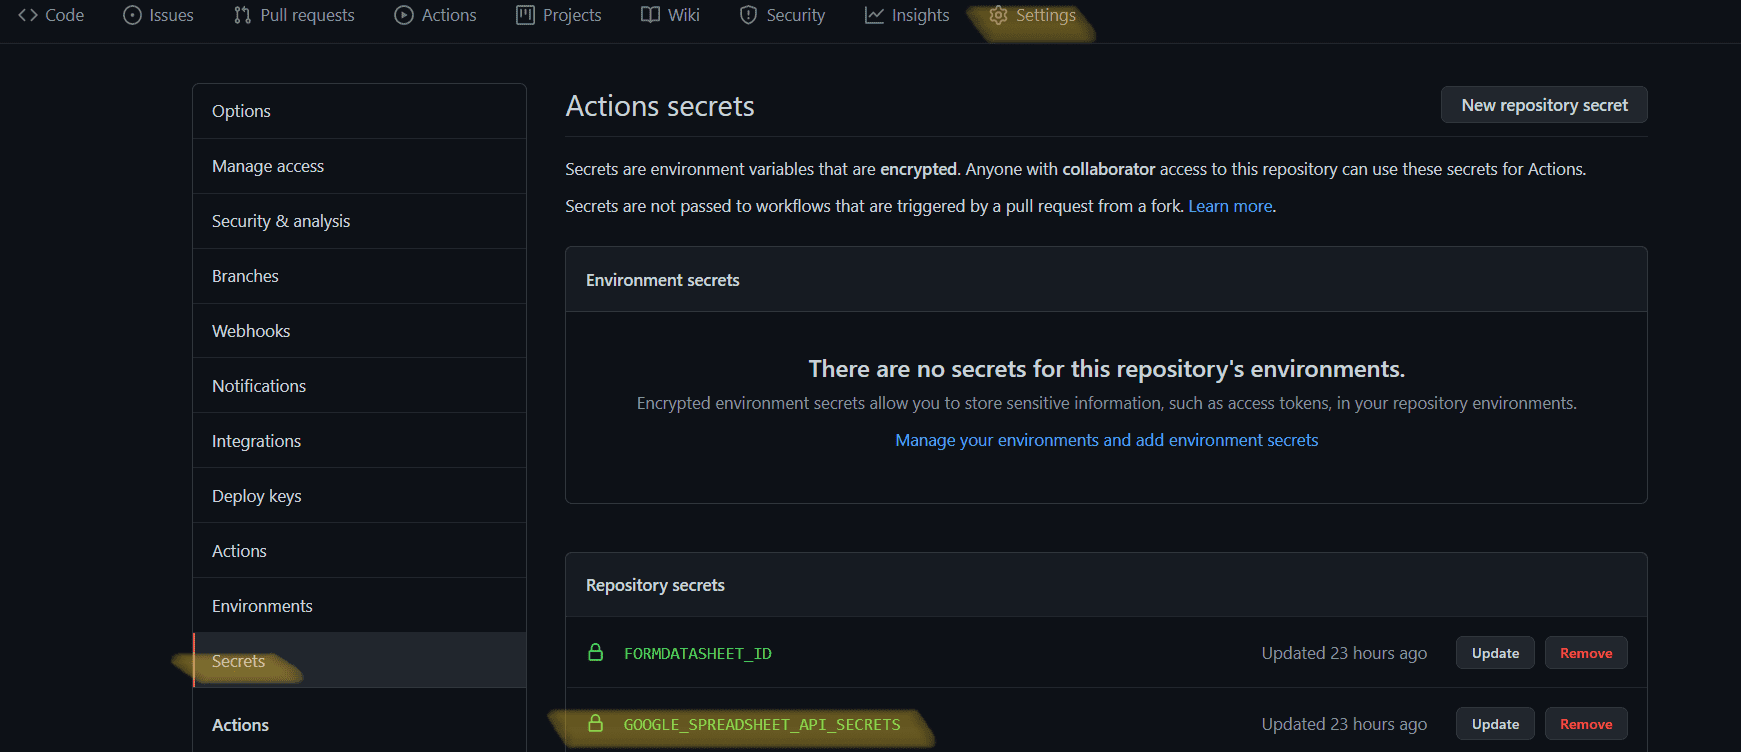 Code Issues Pull requests Actions Projects Wiki Security Insights Settings
Options
Manage access
Security & analysis
Branches
Webhooks
Notifications
Integrations
Deploy keys
Actions
Environments
Secrets
Actions
Actions secrets
New repository secret
Secrets are environment variables that are encrypted. Anyone with collaborator access to this repository can use these secrets for Actions.
Secrets are not passed to workflows that are triggered by a pull request from a fork. Learn more.
Environment secrets
There are no secrets for this repository's environments.
Encrypted environment secrets allow you to store sensitive information, such as access tokens, in your repository environments.
Manage your environments and add environment secrets
Repository secrets
FORMDATASHEET_ID Updated 23 hours ago Update Remove
GOOGLE_SPREADSHEET_API_SECRETS Updated 23 hours ago Update Remove